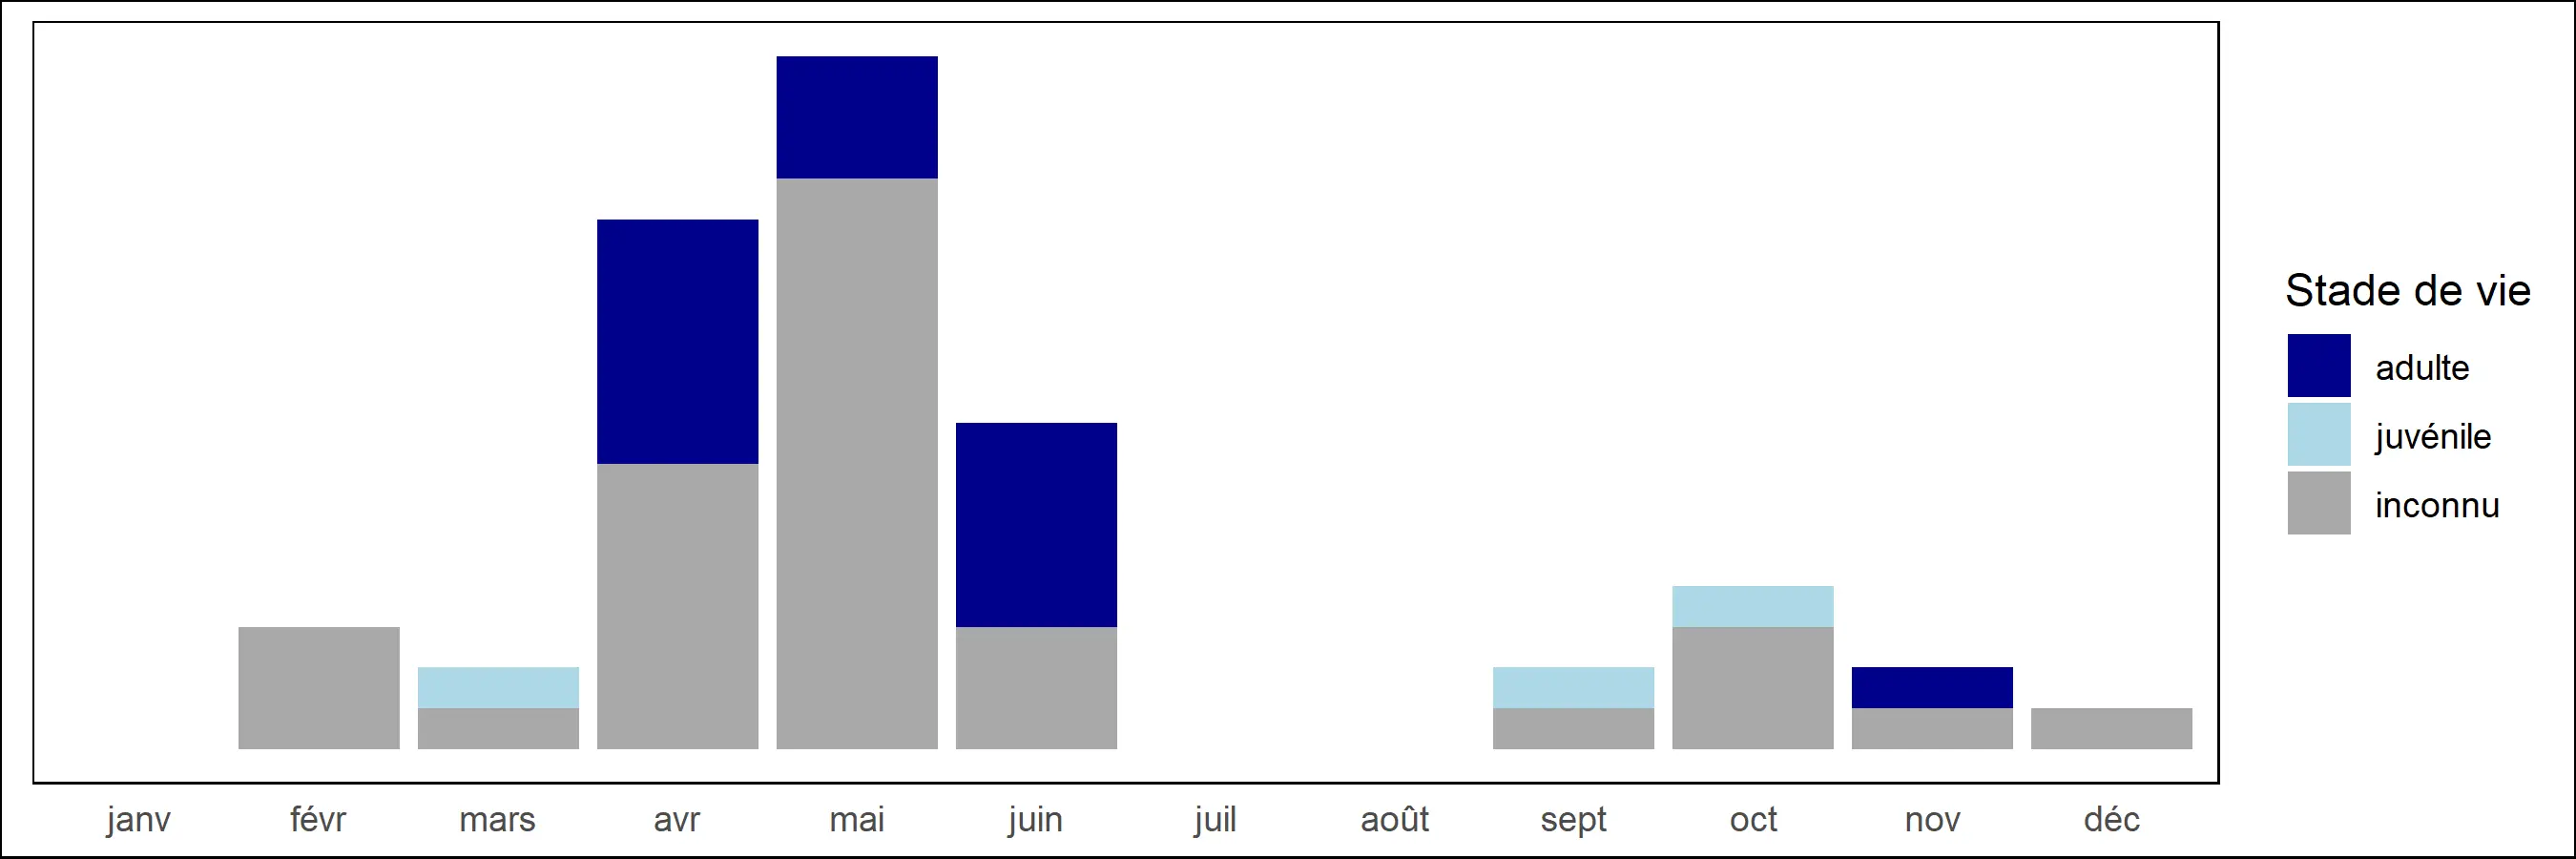 Stade de vie
adulte
juvénile
inconnu
janv févr mars avr mai juin juil août sept oct nov déc